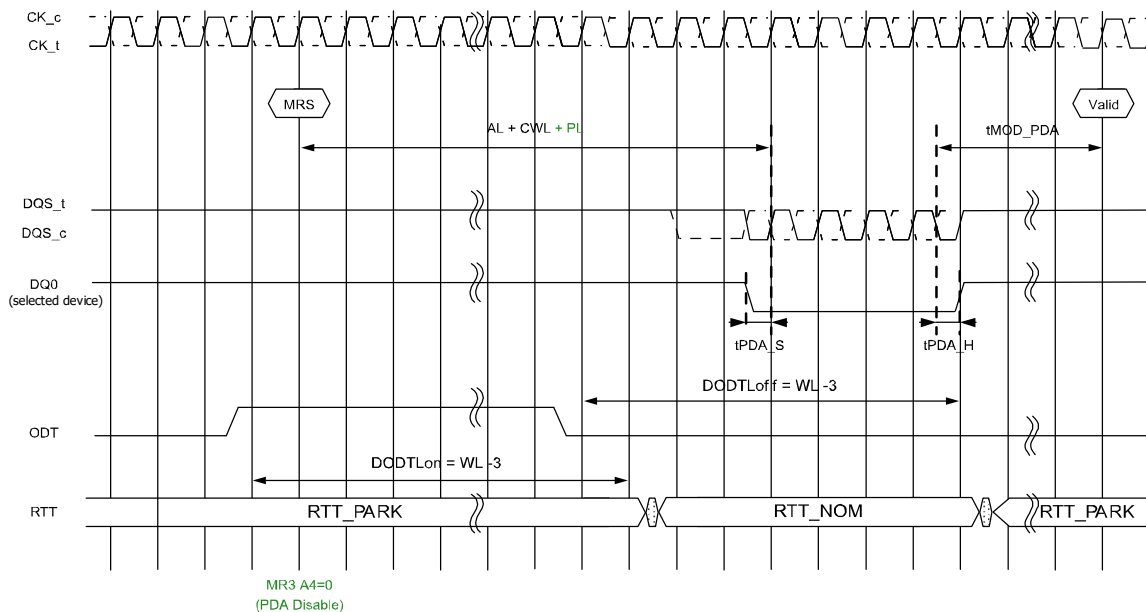 CK_c
CK_t
MRS
Valid
AL + CWL + PL
tMOD_PDA
DQS_t
DQS_c
DQ0
(selected device)
tPDA_S
tPDA_H
DODTLoff = WL -3
ODT
DODTLon = WL -3
RTT
RTT_PARK
RTT_NOM
RTT_PARK
MR3 A4=0
(PDA Disable)